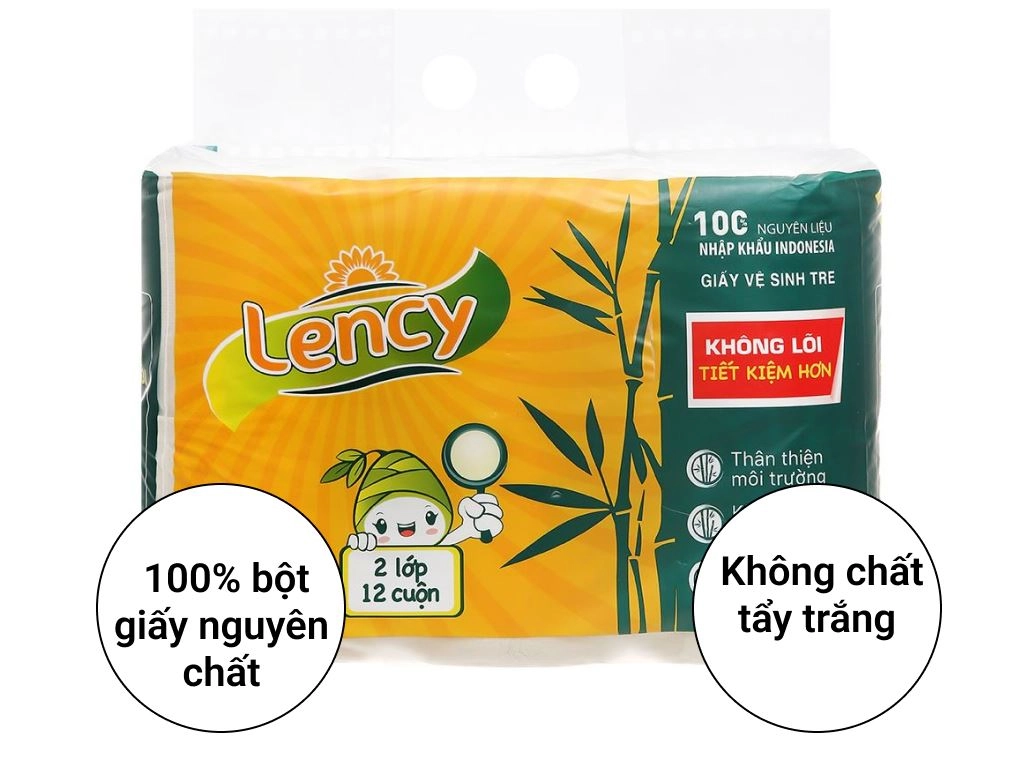 Lency
100% NGUYÊN LIỆU
NHẬP KHẨU INDONESIA
GIẤY VỆ SINH TRE
KHÔNG LÕI
TIẾT KIỆM HƠN
Thân thiện
môi trường
2 lớp
12 cuộn
100% bột
giấy nguyên
chất
Không chất
tẩy trắng